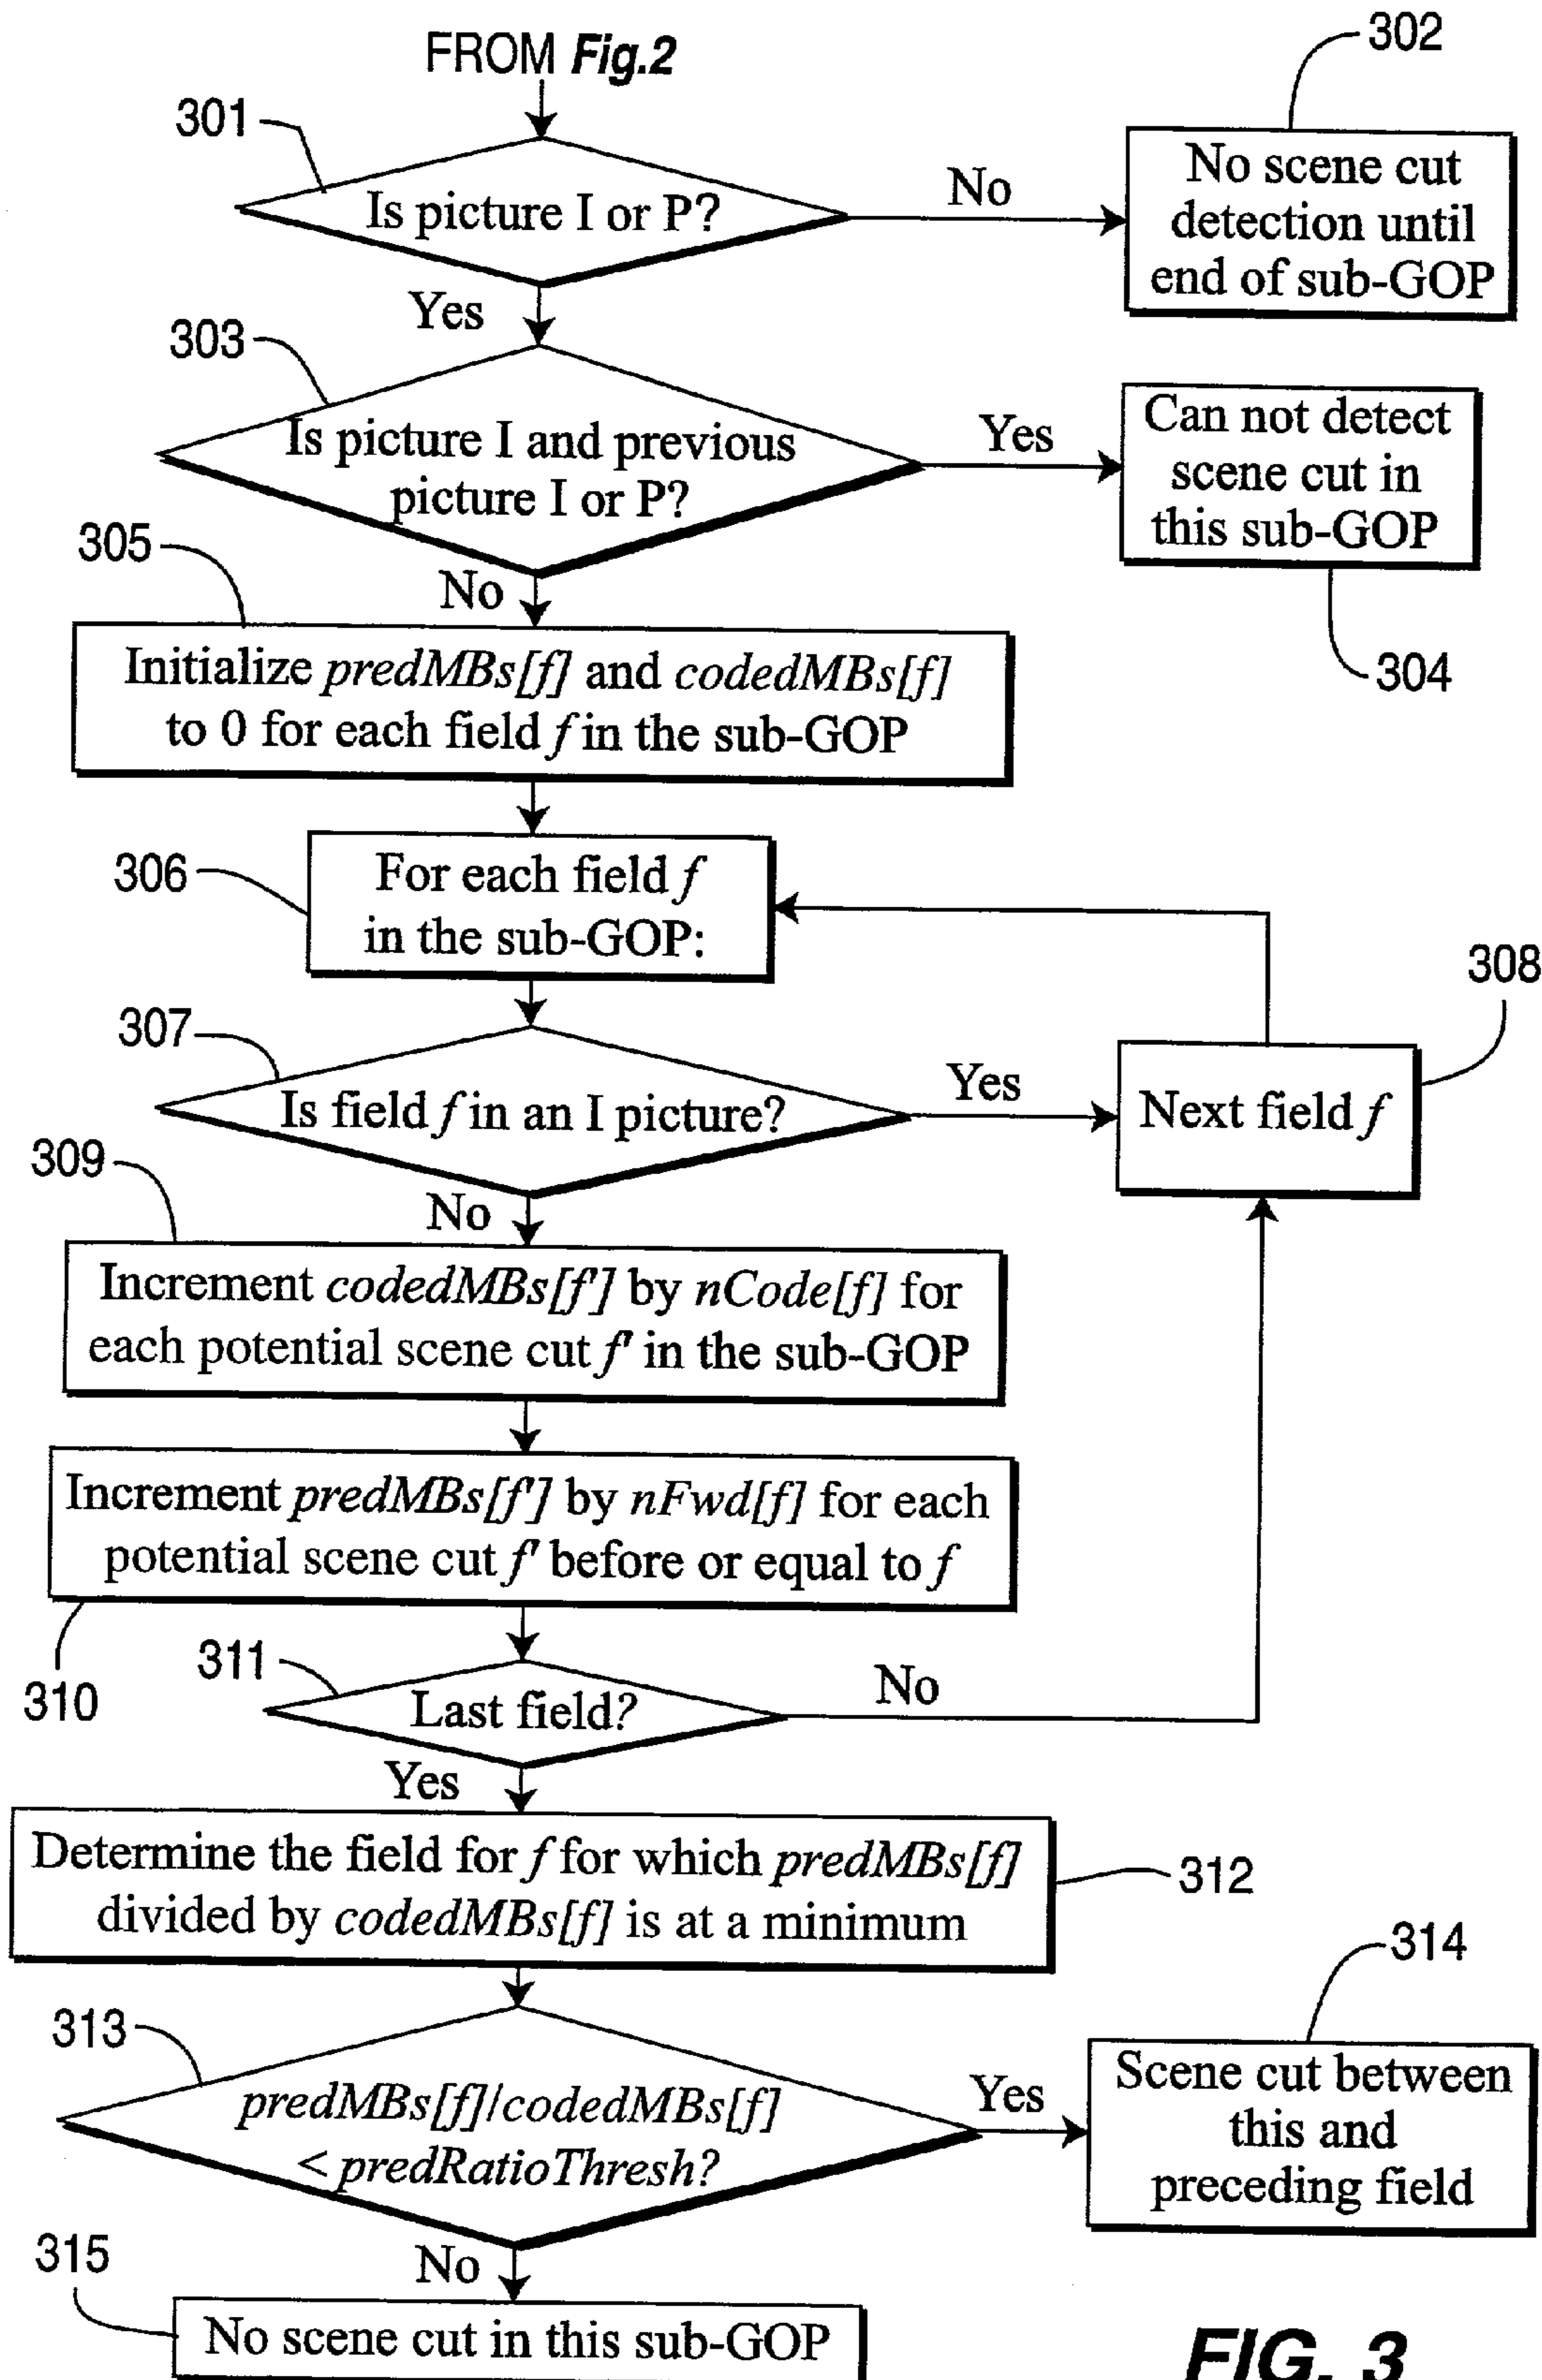 FROM Fig.2
302
301
Is picture I or P?
No
No scene cut
detection until
end of sub-GOP
Yes
303
Is picture I and previous
picture I or P?
Yes
Can not detect
scene cut in
this sub-GOP
304
305
No
Initialize predMBs[f] and codedMBs[f]
to 0 for each field f in the sub-GOP
306
For each field f
in the sub-GOP:
308
307
Is field f in an I picture?
Yes
Next field f
309
No
Increment codedMBs[f'] by nCode[f] for
each potential scene cut f' in the sub-GOP
Increment predMBs[f'] by nFwd[f] for each
potential scene cut f' before or equal to f
310
311
Last field?
No
Yes
Determine the field for f for which predMBs[f]
divided by codedMBs[f] is at a minimum
312
314
313
predMBs[f]/codedMBs[f]
< predRatioThresh?
Yes
Scene cut between
this and
preceding field
315
No
No scene cut in this sub-GOP
FIG. 3